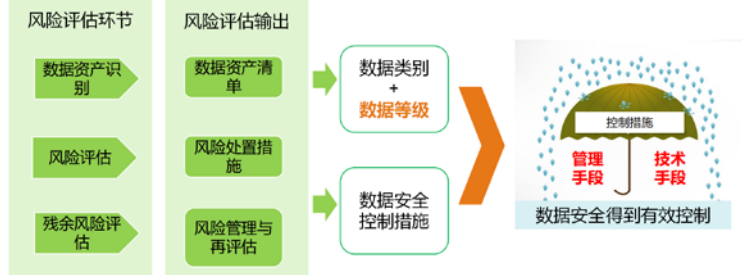 风险评估环节
风险评估输出
数据资产识
别
数据资产清
单
风险评估
风险处置措
施
残余风险评
估
风险管理与
再评估
数据类别
+
数据等级
数据安全
控制措施
控制措施
管理
手段
技术
手段
数据安全得到有效控制